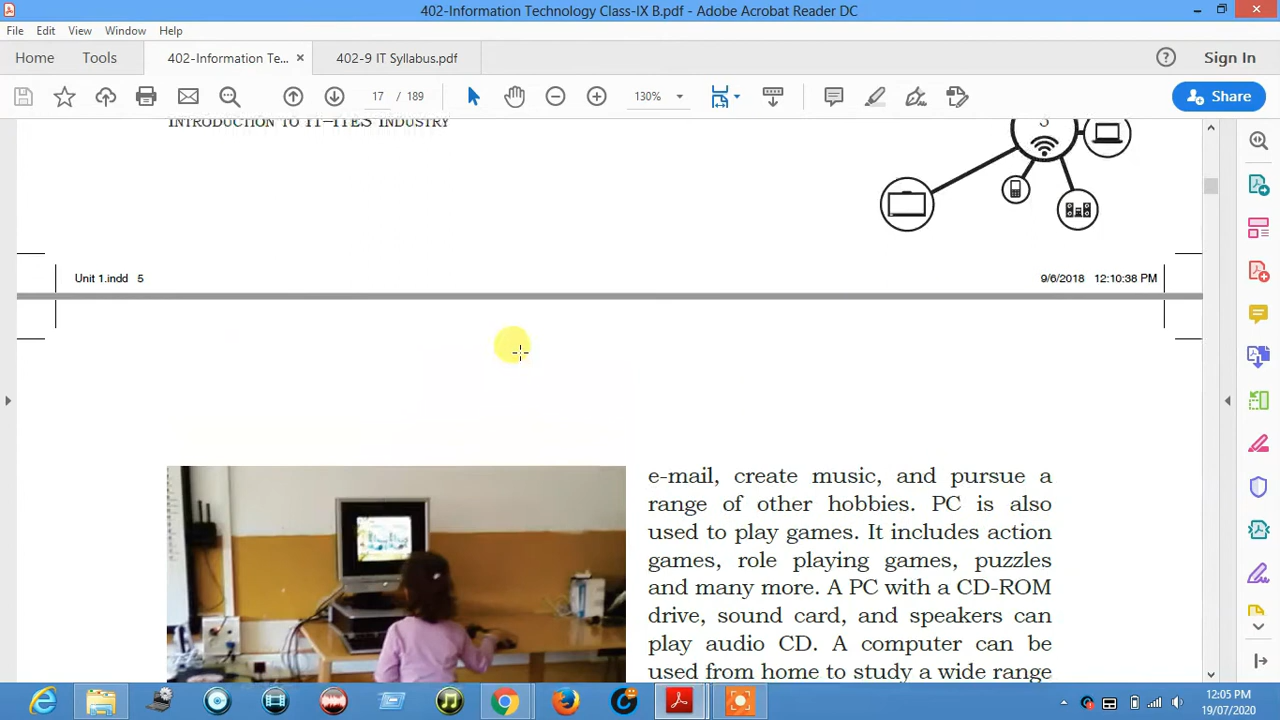 402-Information Technology Class-IX B.pdf - Adobe Acrobat Reader DC
File Edit View Window Help
Home Tools 402-Information Te... × 402-9 IT Syllabus.pdf Sign In
17 / 189 130% Share
INTRODUCTION TO IT–ITES INDUSTRY
5
Unit 1.indd 5 9/6/2018 12:10:38 PM
e-mail, create music, and pursue a
range of other hobbies. PC is also
used to play games. It includes action
games, role playing games, puzzles
and many more. A PC with a CD-ROM
drive, sound card, and speakers can
play audio CD. A computer can be
used from home to study a wide range
12:05 PM
19/07/2020